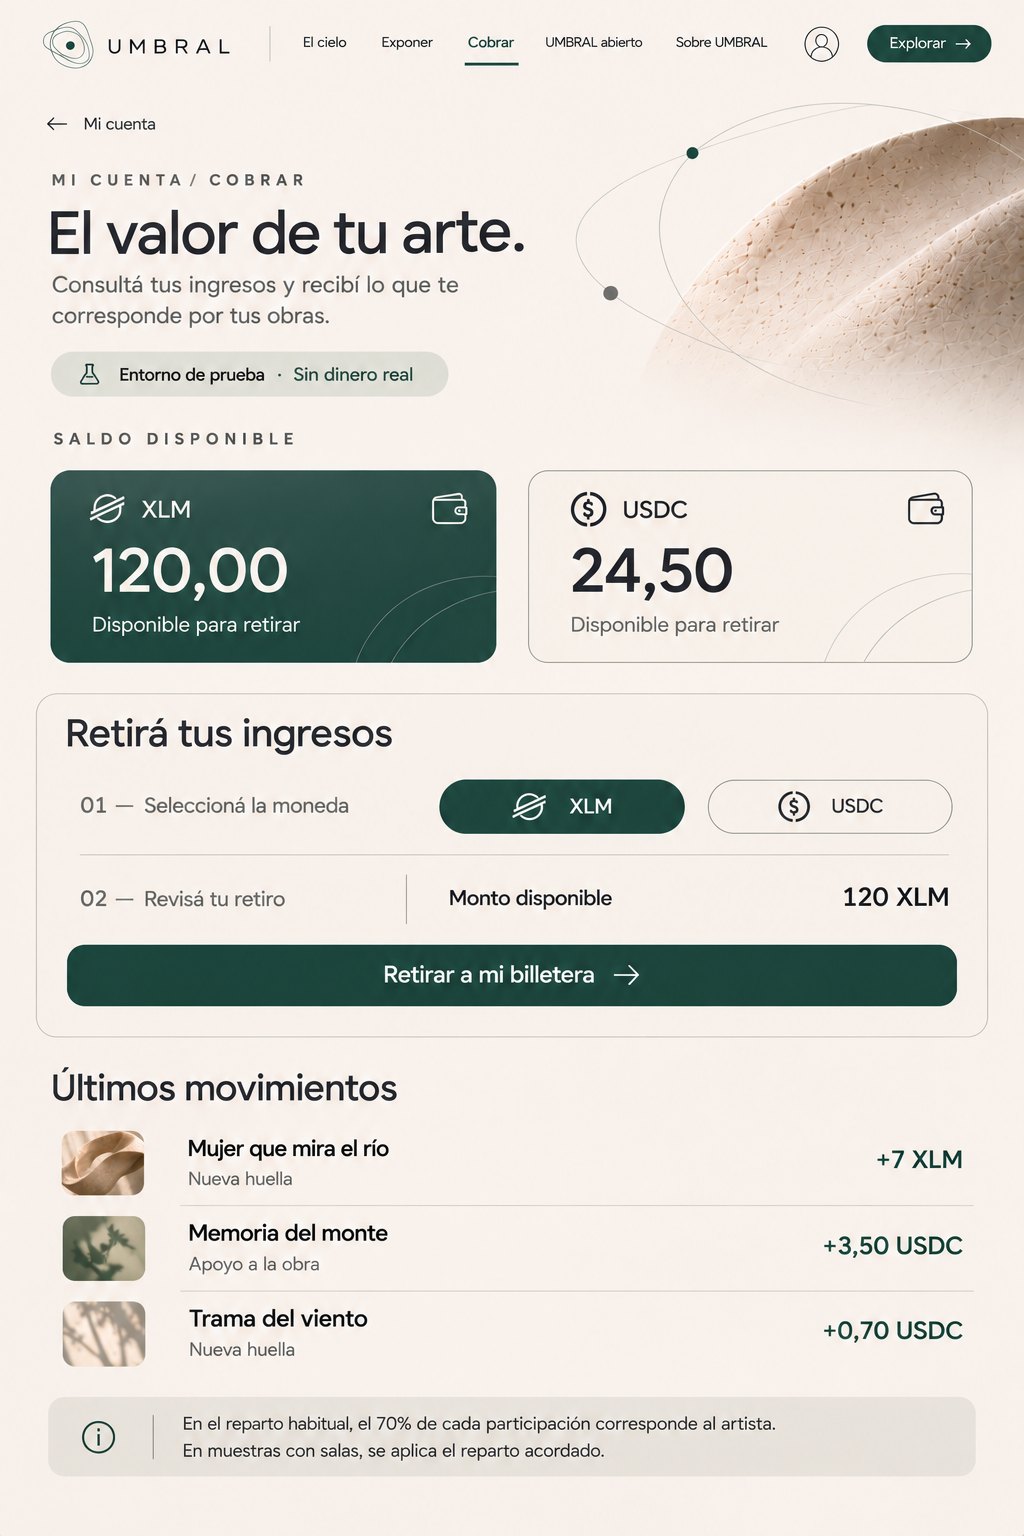 UMBRAL
El cielo
Exponer
Cobrar
UMBRAL abierto
Sobre UMBRAL
Explorar →
← Mi cuenta
MI CUENTA / COBRAR
El valor de tu arte.
Consultá tus ingresos y recibí lo que te
corresponde por tus obras.
Entorno de prueba · Sin dinero real
SALDO DISPONIBLE
XLM
120,00
Disponible para retirar
$ USDC
24,50
Disponible para retirar
Retirá tus ingresos
01 — Seleccioná la moneda
XLM
$ USDC
02 — Revisá tu retiro
Monto disponible
120 XLM
Retirar a mi billetera →
Últimos movimientos
Mujer que mira el río
Nueva huella
+7 XLM
Memoria del monte
Apoyo a la obra
+3,50 USDC
Trama del viento
Nueva huella
+0,70 USDC
En el reparto habitual, el 70% de cada participación corresponde al artista.
En muestras con salas, se aplica el reparto acordado.